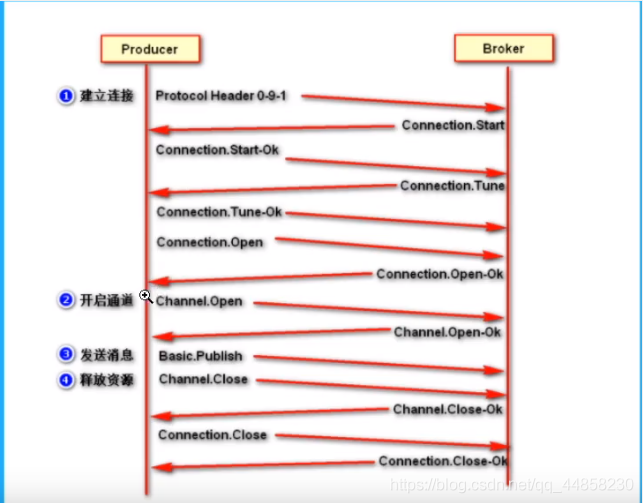 Producer
Broker
1 建立连接
Protocol Header 0-9-1
Connection.Start
Connection.Start-Ok
Connection.Tune
Connection.Tune-Ok
Connection.Open
Connection.Open-Ok
2 开启通道
Channel.Open
Channel.Open-Ok
3 发送消息
Basic.Publish
4 释放资源
Channel.Close
Channel.Close-Ok
Connection.Close
Connection.Close-Ok
https://blog.csdn.net/qq_44858230